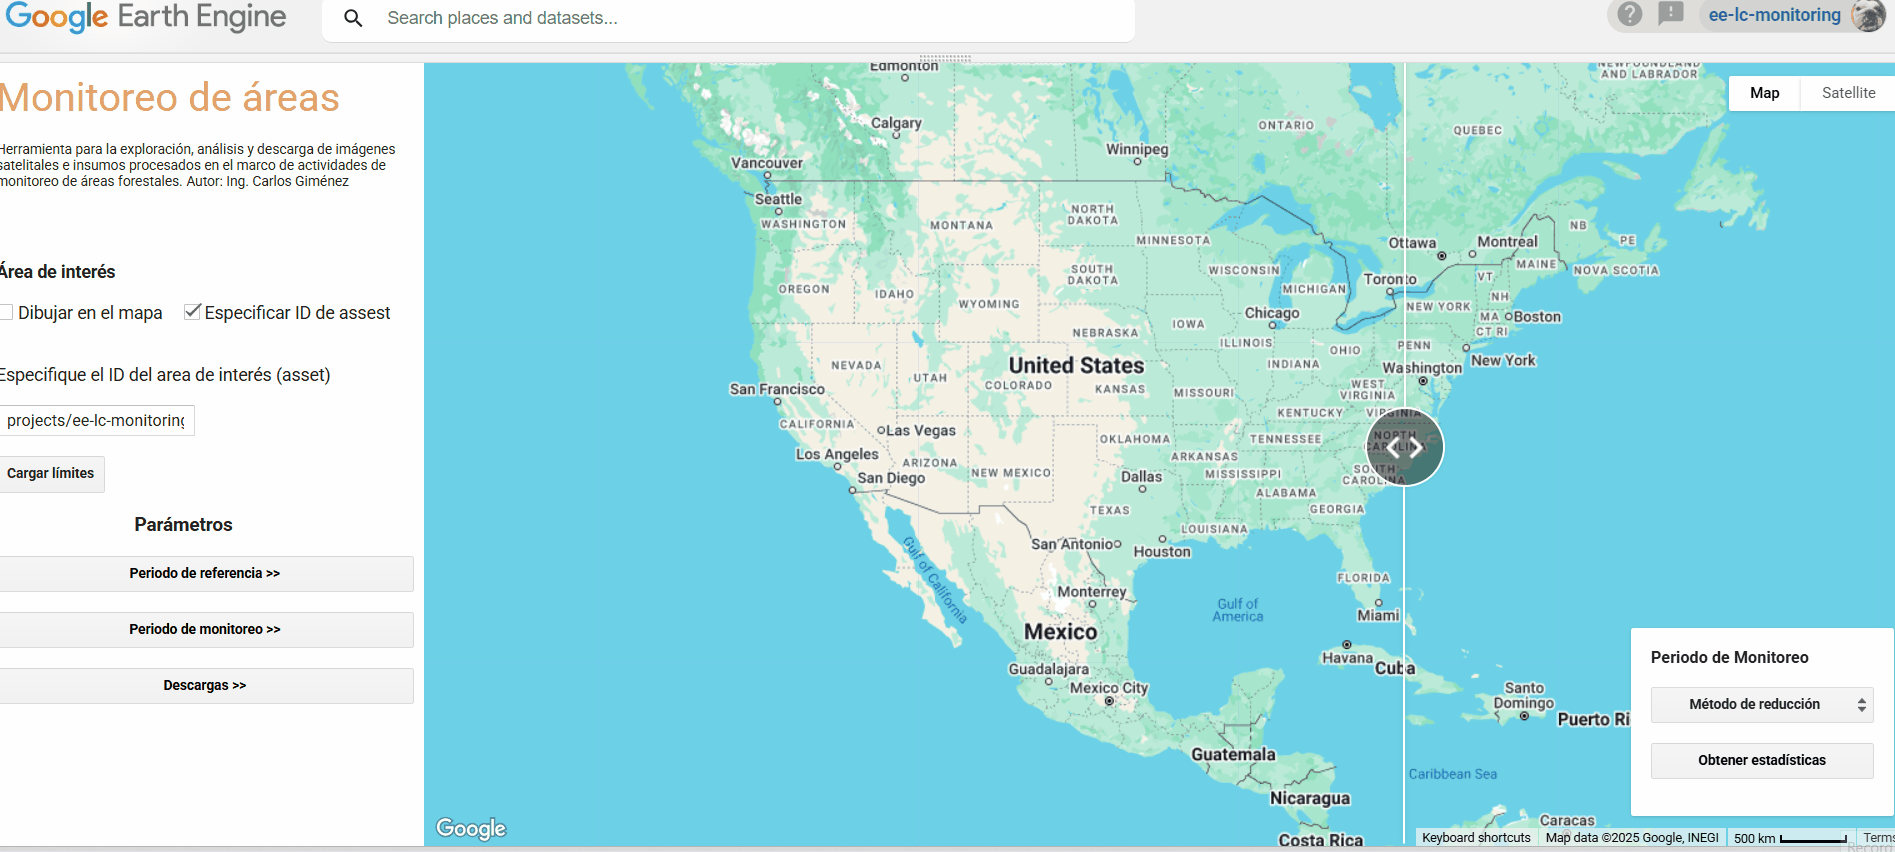 Google Earth Engine
Search places and datasets...
ee-lc-monitoring
Monitoreo de áreas
Herramienta para la exploración, análisis y descarga de imágenes
satelitales e insumos procesados en el marco de actividades de
monitoreo de áreas forestales. Autor: Ing. Carlos Giménez
Área de interés
Dibujar en el mapa
Especificar ID de assest
Especifique el ID del area de interés (asset)
projects/ee-lc-monitoring
Cargar límites
Parámetros
Periodo de referencia >>
Periodo de monitoreo >>
Descargas >>
Map
Satellite
Edmonton
NEWFOUNDLAND
AND LABRADOR
Calgary
ONTARIO
QUEBEC
Winnipeg
Vancouver
Seattle
WASHINGTON
MONTANA
NORTH
DAKOTA
MINNESOTA
Ottawa
Montreal
NB
PE
MAINE
NOVA SCOTIA
SOUTH
DAKOTA
WISCONSIN
Toronto
VT
OREGON
IDAHO
WYOMING
MICHIGAN
NH
NEW YORK
MA
Boston
Chicago
IOWA
NEBRASKA
CT RI
ILLINOIS
OHIO
PENN
New York
NEVADA
UTAH
United States
COLORADO
KANSAS
INDIANA
Washington
WEST
VIRGINIA
MISSOURI
San Francisco
KENTUCKY
VIRGINIA
CALIFORNIA
Las Vegas
OKLAHOMA
TENNESSEE
NORTH
CAROLINA
Los Angeles
ARIZONA
NEW MEXICO
ARKANSAS
MISSISSIPPI
SOUTH
CAROLINA
San Diego
Dallas
ALABAMA
GEORGIA
TEXAS
LOUISIANA
San Antonio
Houston
Gulf of California
FLORIDA
Monterrey
Gulf of
America
Miami
Mexico
Havana
Cuba
Guadalajara
Mexico City
Santo
Domingo
Puerto Ri
Guatemala
Caribbean Sea
Nicaragua
Caracas
Costa Rica
Periodo de Monitoreo
Método de reducción
Obtener estadísticas
Google
Keyboard shortcuts
Map data ©2025 Google, INEGI
500 km
Terms
Record